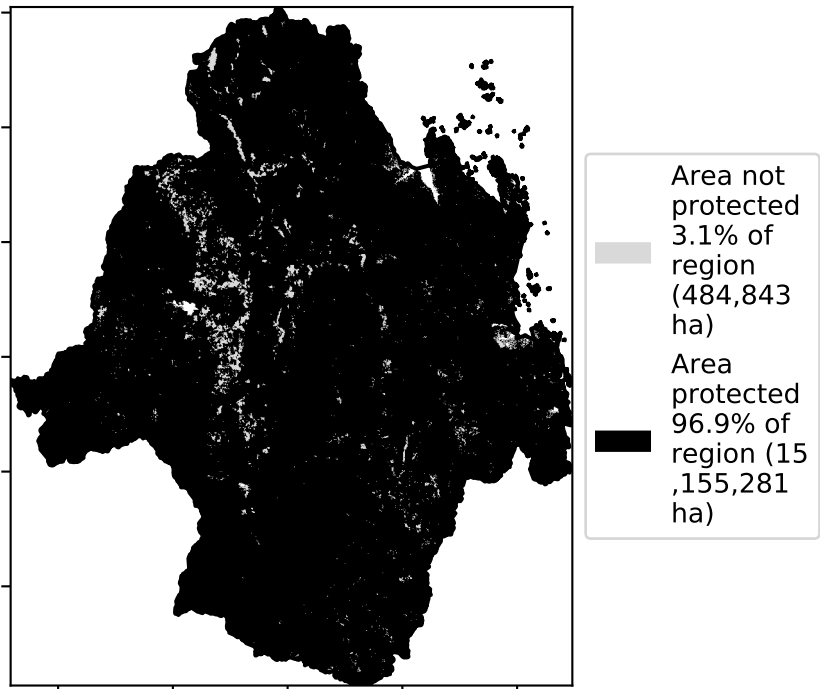 Area not
protected
3.1% of
region
(484,843
ha)
Area
protected
96.9% of
region (15
,155,281
ha)